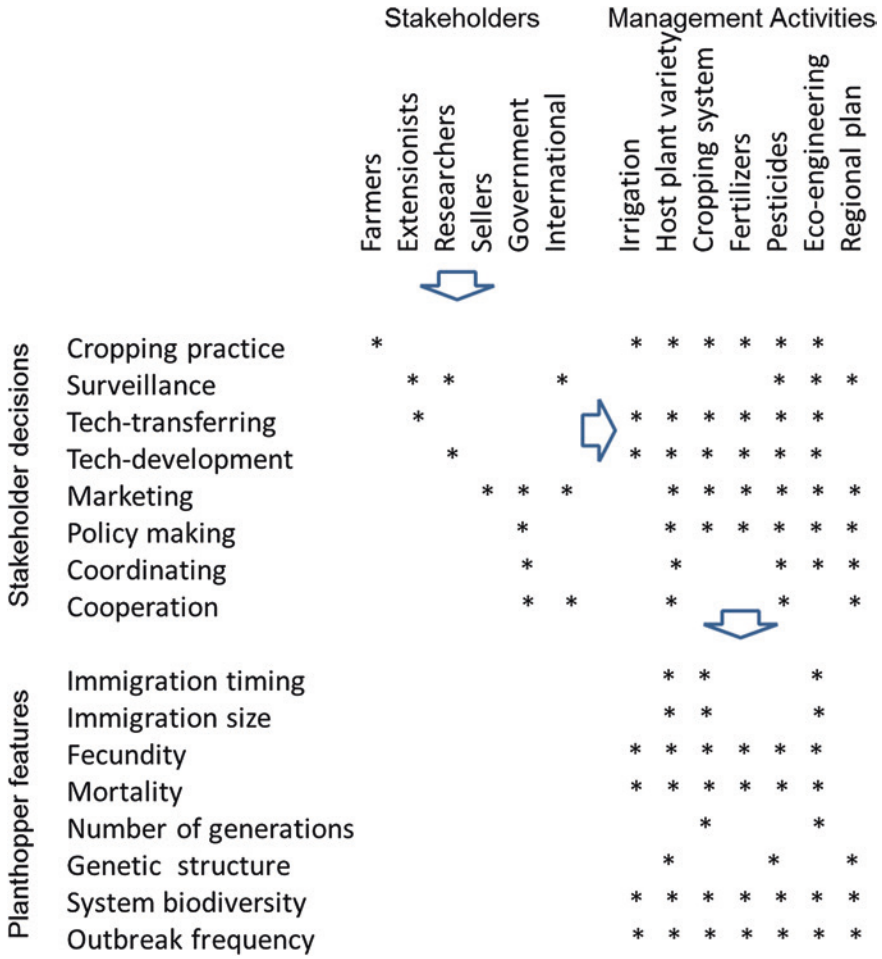 Stakeholders Management Activities
Farmers
Extensionists
Researchers
Sellers
Government
International
Irrigation
Host plant variety
Cropping system
Fertilizers
Pesticides
Eco-engineering
Regional plan
Stakeholder decisions
Cropping practice * * * * * * *
Surveillance * * * * * *
Tech-transferring * * * * * * *
Tech-development * * * * * * *
Marketing * * * * * * * * *
Policy making * * * * * * *
Coordinating * * * * *
Cooperation * * * * *
Planthopper features
Immigration timing * * *
Immigration size * * *
Fecundity * * * * * *
Mortality * * * * * *
Number of generations * *
Genetic structure * * *
System biodiversity * * * * * * *
Outbreak frequency * * * * * * *